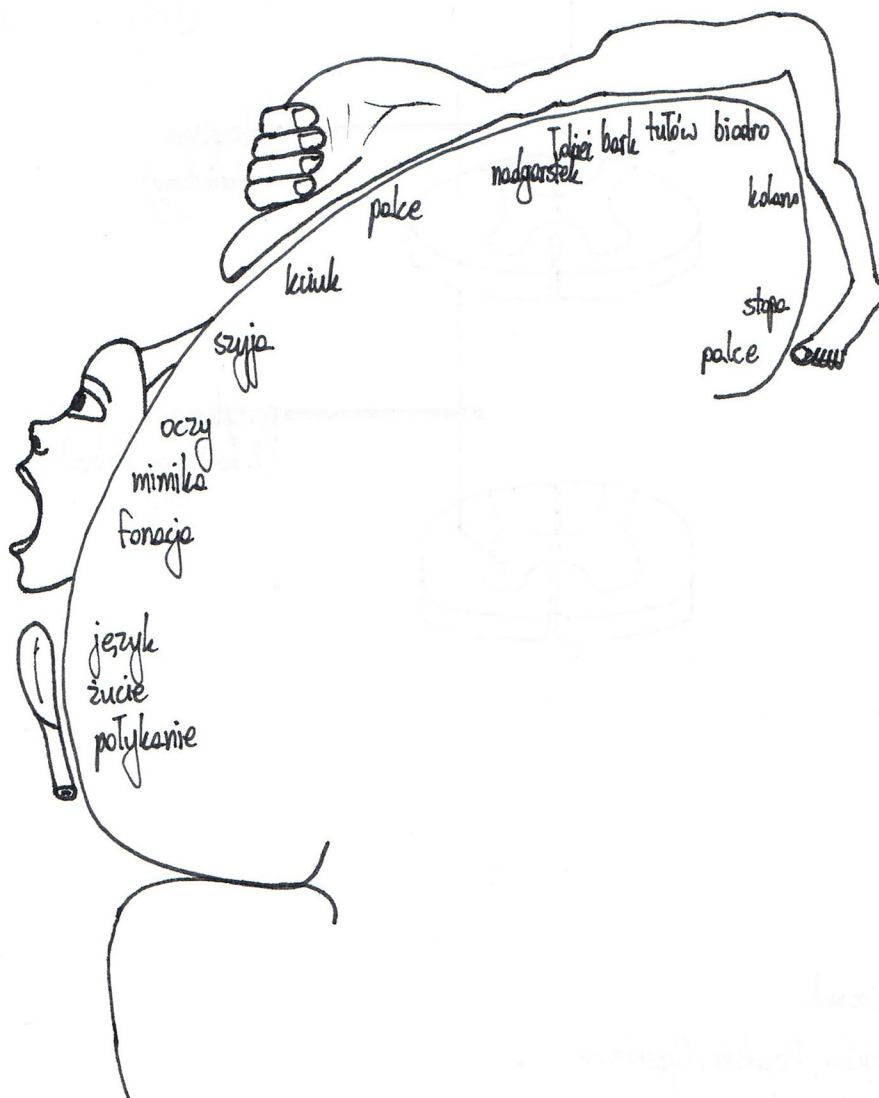 łokieć bark tułów biodro
nadgarstek
kolano
palce
kciuk
stopa
szyja
palce
oczy
mimika
fonacja
język
żucie
połykanie